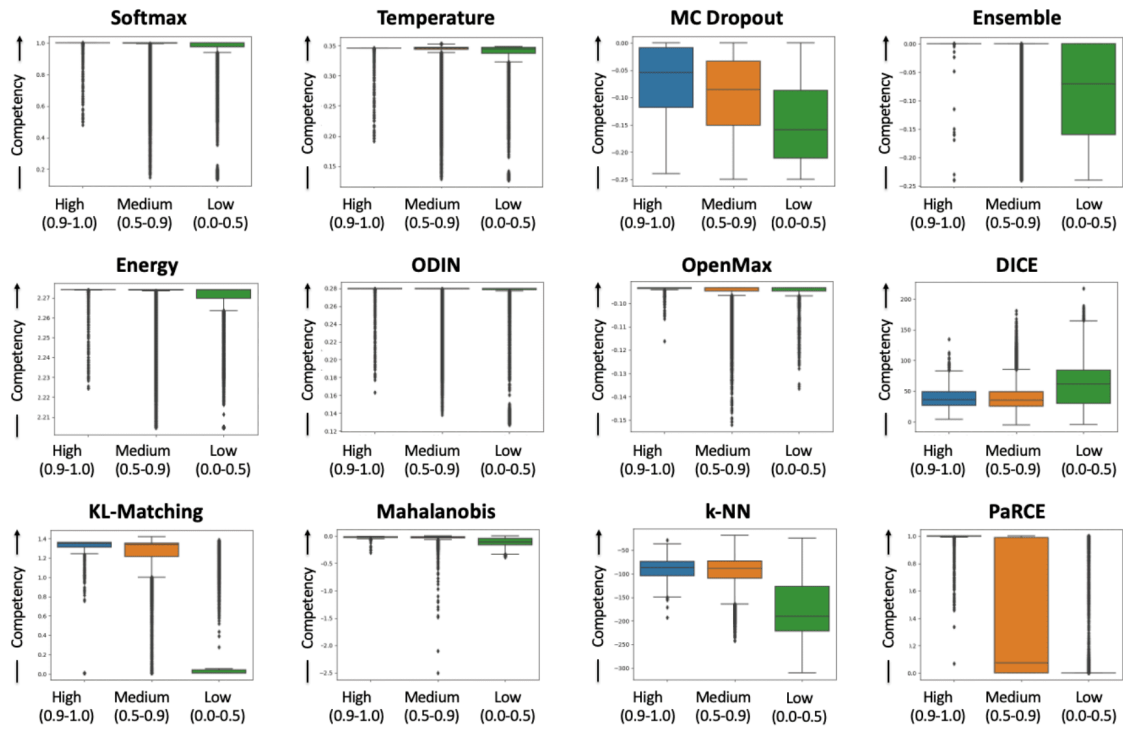 Softmax Temperature MC Dropout Ensemble
Competency
1.0
0.8
0.6
0.4
0.2
High Medium Low
(0.9-1.0) (0.5-0.9) (0.0-0.5)
Competency
0.35
0.30
0.25
0.20
0.15
High Medium Low
(0.9-1.0) (0.5-0.9) (0.0-0.5)
Competency
0.00
−0.05
−0.10
−0.15
−0.20
−0.25
High Medium Low
(0.9-1.0) (0.5-0.9) (0.0-0.5)
Competency
0.00
−0.05
−0.10
−0.15
−0.20
−0.25
High Medium Low
(0.9-1.0) (0.5-0.9) (0.0-0.5)
Energy ODIN OpenMax DICE
Competency
2.27
2.26
2.25
2.24
2.23
2.22
2.21
High Medium Low
(0.9-1.0) (0.5-0.9) (0.0-0.5)
Competency
0.28
0.26
0.24
0.22
0.20
0.18
0.16
0.14
0.12
High Medium Low
(0.9-1.0) (0.5-0.9) (0.0-0.5)
Competency
−0.10
−0.11
−0.12
−0.13
−0.14
−0.15
High Medium Low
(0.9-1.0) (0.5-0.9) (0.0-0.5)
Competency
200
150
100
50
0
High Medium Low
(0.9-1.0) (0.5-0.9) (0.0-0.5)
KL-Matching Mahalanobis k-NN PaRCE
Competency
1.4
1.2
1.0
0.8
0.6
0.4
0.2
0.0
High Medium Low
(0.9-1.0) (0.5-0.9) (0.0-0.5)
Competency
0.0
−0.5
−1.0
−1.5
−2.0
−2.5
High Medium Low
(0.9-1.0) (0.5-0.9) (0.0-0.5)
Competency
−50
−100
−150
−200
−250
−300
High Medium Low
(0.9-1.0) (0.5-0.9) (0.0-0.5)
Competency
1.0
0.8
0.6
0.4
0.2
0.0
High Medium Low
(0.9-1.0) (0.5-0.9) (0.0-0.5)